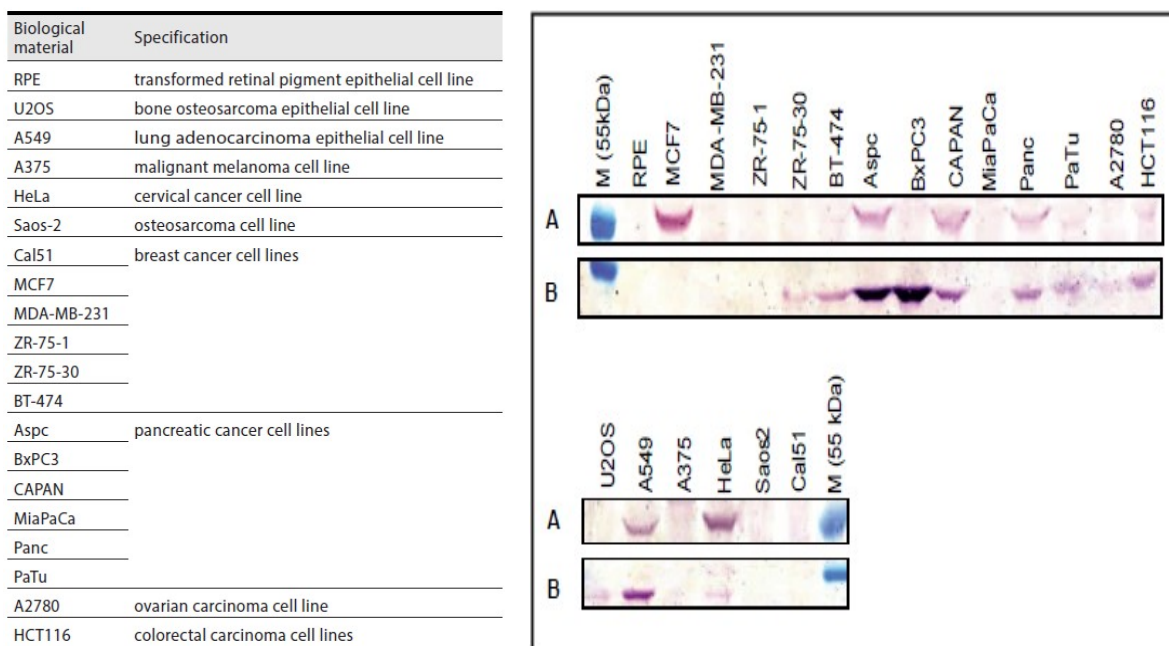 Biological material Specification
RPE transformed retinal pigment epithelial cell line
U2OS bone osteosarcoma epithelial cell line
A549 lung adenocarcinoma epithelial cell line
A375 malignant melanoma cell line
HeLa cervical cancer cell line
Saos-2 osteosarcoma cell line
Cal51 breast cancer cell lines
MCF7
MDA-MB-231
ZR-75-1
ZR-75-30
BT-474
Aspc pancreatic cancer cell lines
BxPC3
CAPAN
MiaPaCa
Panc
PaTu
A2780 ovarian carcinoma cell line
HCT116 colorectal carcinoma cell lines
M (55kDa)
RPE
MCF7
MDA-MB-231
ZR-75-1
ZR-75-30
BT-474
Aspc
BxPC3
CAPAN
MiaPaCa
Panc
PaTu
A2780
HCT116
A
B
U2OS
A549
A375
HeLa
Saos2
Cal51
M (55 kDa)
A
B